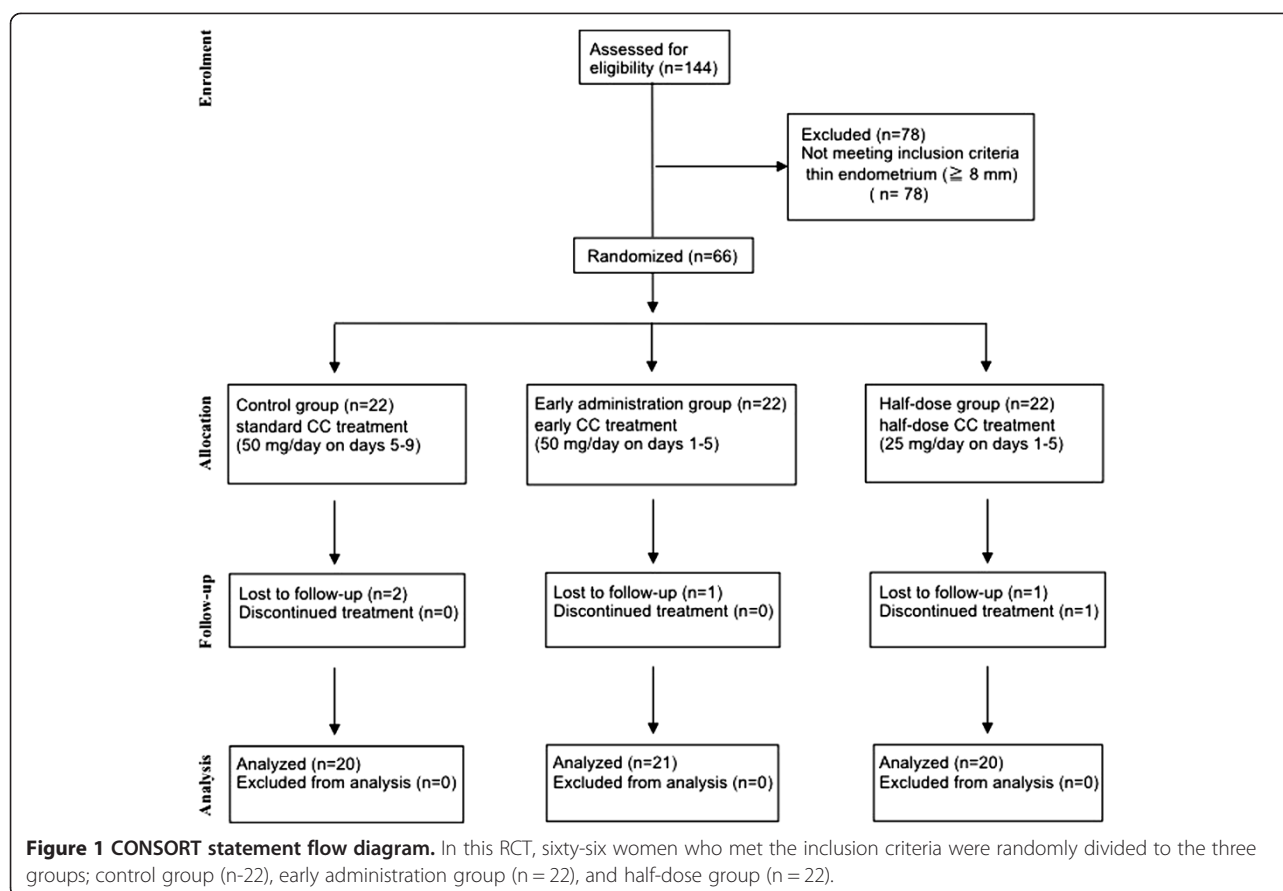 Enrolment
Assessed for
eligibility (n=144)
Excluded (n=78)
Not meeting inclusion criteria
thin endometrium (≧ 8 mm)
( n= 78)
Randomized (n=66)
Allocation
Control group (n=22)
standard CC treatment
(50 mg/day on days 5-9)
Early administration group (n=22)
early CC treatment
(50 mg/day on days 1-5)
Half-dose group (n=22)
half-dose CC treatment
(25 mg/day on days 1-5)
Follow-up
Lost to follow-up (n=2)
Discontinued treatment (n=0)
Lost to follow-up (n=1)
Discontinued treatment (n=0)
Lost to follow-up (n=1)
Discontinued treatment (n=1)
Analysis
Analyzed (n=20)
Excluded from analysis (n=0)
Analyzed (n=21)
Excluded from analysis (n=0)
Analyzed (n=20)
Excluded from analysis (n=0)
Figure 1 CONSORT statement flow diagram. In this RCT, sixty-six women who met the inclusion criteria were randomly divided to the three
groups; control group (n-22), early administration group (n = 22), and half-dose group (n = 22).